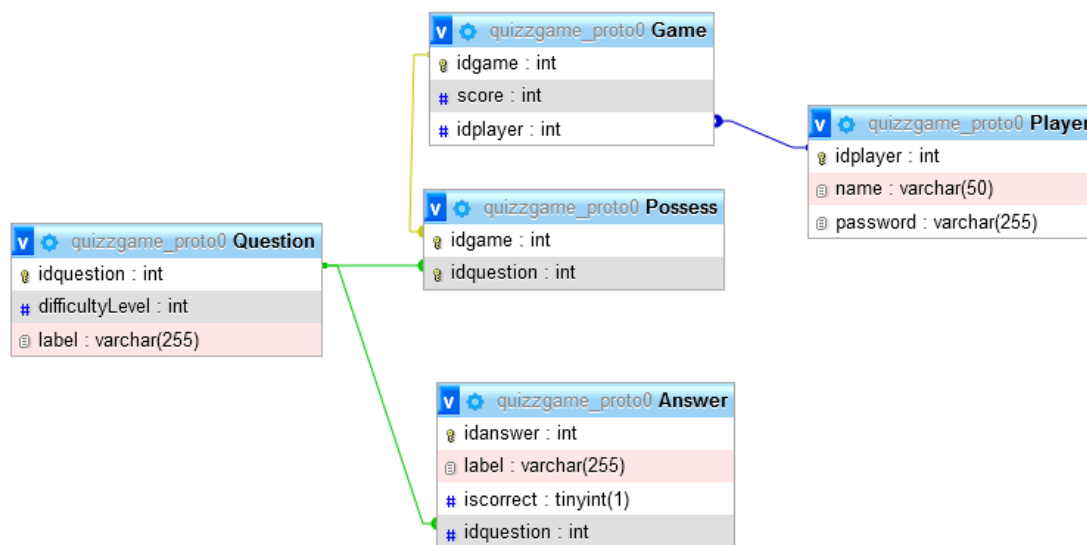 v quizzgame_proto0 Game
idgame : int
# score : int
# idplayer : int
v quizzgame_proto0 Player
idplayer : int
name : varchar(50)
password : varchar(255)
v quizzgame_proto0 Possess
idgame : int
idquestion : int
v quizzgame_proto0 Question
idquestion : int
# difficultyLevel : int
label : varchar(255)
v quizzgame_proto0 Answer
idanswer : int
label : varchar(255)
# iscorrect : tinyint(1)
# idquestion : int